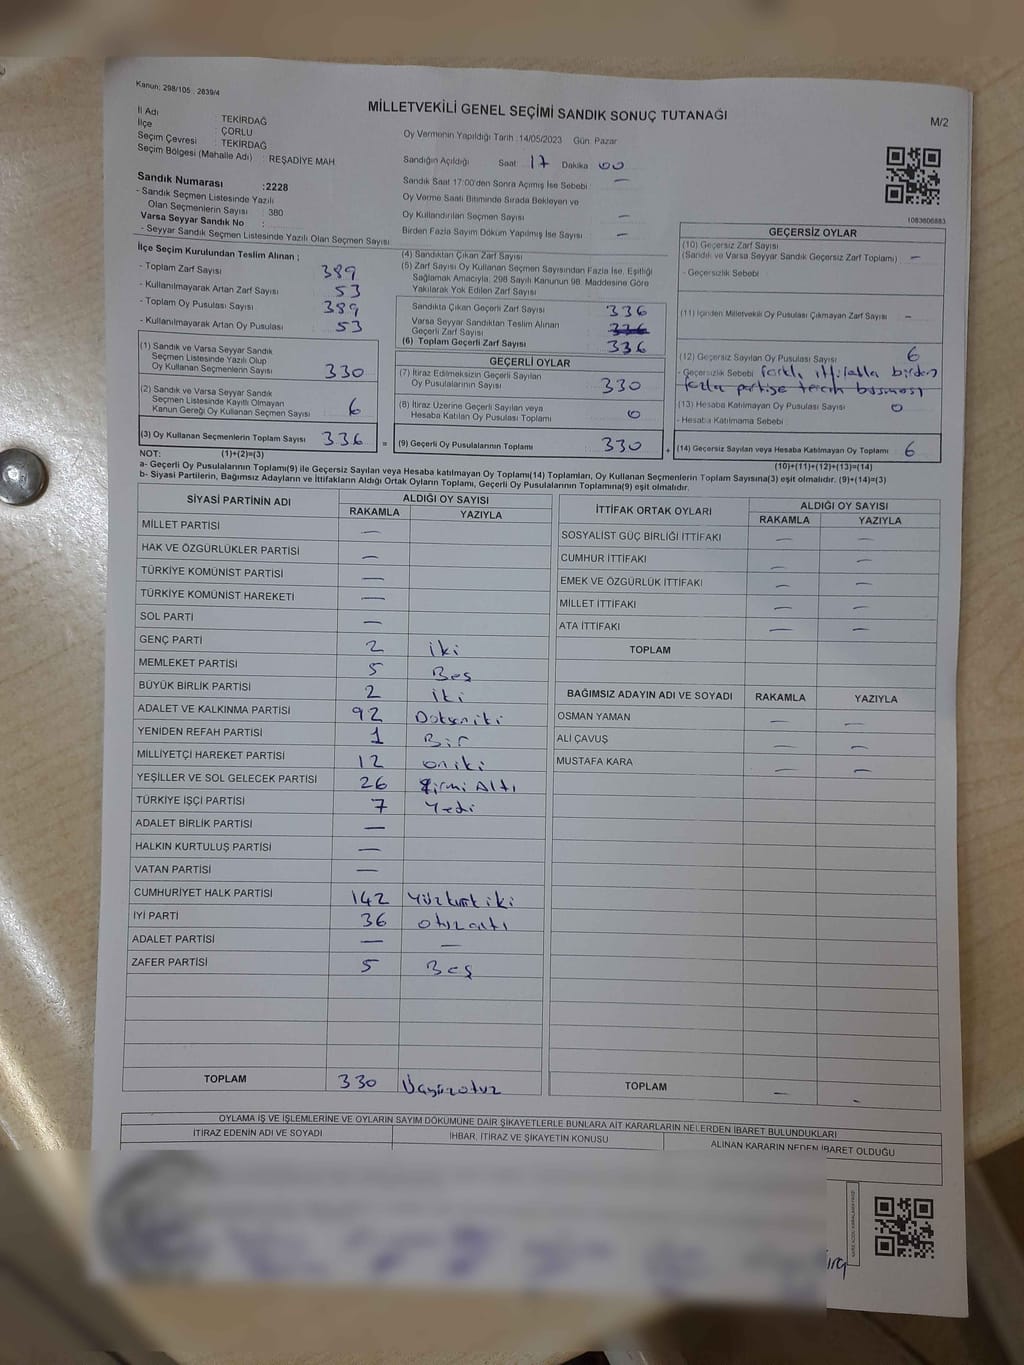 Kanun: 298/105 , 2839/4
MİLLETVEKİLİ GENEL SEÇİMİ SANDIK SONUÇ TUTANAĞI
M/2
İl Adı : TEKİRDAĞ
İlçe : ÇORLU
Seçim Çevresi : TEKİRDAĞ
Seçim Bölgesi (Mahalle Adı) : REŞADİYE MAH
Sandık Numarası :2228
- Sandık Seçmen Listesinde Yazılı
Olan Seçmenlerin Sayısı : 380
Varsa Seyyar Sandık No :
- Seyyar Sandık Seçmen Listesinde Yazılı Olan Seçmen Sayısı
Oy Vermenin Yapıldığı Tarih :14/05/2023 Gün: Pazar
Sandığın Açıldığı Saat: 17 Dakika 00
Sandık Saat 17:00'den Sonra Açımış İse Sebebi : —
Oy Verme Saati Bitiminde Sırada Bekleyen ve
Oy Kullandırılan Seçmen Sayısı : —
Birden Fazla Sayım Döküm Yapılmış İse Sayısı : —
1083606883
İlçe Seçim Kurulundan Teslim Alınan ;
- Toplam Zarf Sayısı : 389
- Kullanılmayarak Artan Zarf Sayısı : 53
- Toplam Oy Pusulası Sayısı : 389
- Kullanılmayarak Artan Oy Pusulası : 53
(1) Sandık ve Varsa Seyyar Sandık
Seçmen Listesinde Yazılı Olup
Oy Kullanan Seçmenlerin Sayısı : 330
(2) Sandık ve Varsa Seyyar Sandık
Seçmen Listesinde Kayıtlı Olmayan
Kanun Gereği Oy Kullanan Seçmen Sayısı : 6
(3) Oy Kullanan Seçmenlerin Toplam Sayısı : 336 =
(4) Sandıktan Çıkan Zarf Sayısı :
(5) Zarf Sayısı Oy Kullanan Seçmen Sayısından Fazla İse, Eşitliği
Sağlamak Amacıyla; 298 Sayılı Kanunun 98. Maddesine Göre
Yakılarak Yok Edilen Zarf Sayısı :
Sandıkta Çıkan Geçerli Zarf Sayısı : 336
Varsa Seyyar Sandıktan Teslim Alınan
Geçerli Zarf Sayısı : 336
(6) Toplam Geçerli Zarf Sayısı : 336
GEÇERLİ OYLAR
(7) İtiraz Edilmeksizin Geçerli Sayılan
Oy Pusulalarının Sayısı : 330
(8) İtiraz Üzerine Geçerli Sayılan veya
Hesaba Katılan Oy Pusulası Toplamı : 0
(9) Geçerli Oy Pusulalarının Toplamı : 330 +
GEÇERSİZ OYLAR
(10) Geçersiz Zarf Sayısı
(Sandık ve Varsa Seyyar Sandık Geçersiz Zarf Toplamı) : —
- Geçersizlik Sebebi :
(11) İçinden Milletvekili Oy Pusulası Çıkmayan Zarf Sayısı : -
(12) Geçersiz Sayılan Oy Pusulası Sayısı : 6
- Geçersizlik Sebebi : farklı ittifakta birden
fazla partiye tercih basması
(13) Hesaba Katılmayan Oy Pusulası Sayısı : 0
- Hesaba Katılmama Sebebi :
(14) Geçersiz Sayılan veya Hesaba Katılmayan Oy Toplamı : 6
NOT: (1)+(2)=(3)
(10)+(11)+(12)+(13)=(14)
a- Geçerli Oy Pusulalarının Toplamı(9) ile Geçersiz Sayılan veya Hesaba katılmayan Oy Toplamı(14) Toplamları, Oy Kullanan Seçmenlerin Toplam Sayısına(3) eşit olmalıdır. (9)+(14)=(3)
b- Siyasi Partilerin, Bağımsız Adayların ve İttifakların Aldığı Ortak Oyların Toplamı, Geçerli Oy Pusulalarının Toplamına(9) eşit olmalıdır.
SİYASİ PARTİNİN ADI ALDIĞI OY SAYISI
RAKAMLA YAZIYLA
MİLLET PARTİSİ —
HAK VE ÖZGÜRLÜKLER PARTİSİ —
TÜRKİYE KOMÜNİST PARTİSİ —
TÜRKİYE KOMÜNİST HAREKETİ —
SOL PARTİ —
GENÇ PARTİ 2 iki
MEMLEKET PARTİSİ 5 Beş
BÜYÜK BİRLİK PARTİSİ 2 iki
ADALET VE KALKINMA PARTİSİ 92 Doksaniki
YENİDEN REFAH PARTİSİ 1 Bir
MİLLİYETÇİ HAREKET PARTİSİ 12 oniki
YEŞİLLER VE SOL GELECEK PARTİSİ 26 Yirmi Altı
TÜRKİYE İŞÇİ PARTİSİ 7 Yedi
ADALET BİRLİK PARTİSİ —
HALKIN KURTULUŞ PARTİSİ —
VATAN PARTİSİ —
CUMHURİYET HALK PARTİSİ 142 Yüzkırkiki
İYİ PARTİ 36 otuzaltı
ADALET PARTİSİ — —
ZAFER PARTİSİ 5 Beş
TOPLAM 330 Üçyüzotuz
İTTİFAK ORTAK OYLARI ALDIĞI OY SAYISI
RAKAMLA YAZIYLA
SOSYALİST GÜÇ BİRLİĞİ İTTİFAKI — —
CUMHUR İTTİFAKI — —
EMEK VE ÖZGÜRLÜK İTTİFAKI — —
MİLLET İTTİFAKI — —
ATA İTTİFAKI — —
TOPLAM
BAĞIMSIZ ADAYIN ADI VE SOYADI RAKAMLA YAZIYLA
OSMAN YAMAN — —
ALİ ÇAVUŞ — —
MUSTAFA KARA — —
TOPLAM — -
OYLAMA İŞ VE İŞLEMLERİNE VE OYLARIN SAYIM DÖKÜMÜNE DAİR ŞİKAYETLERLE BUNLARA AİT KARARLARIN NELERDEN İBARET BULUNDUKLARI
İTİRAZ EDENİN ADI VE SOYADI İHBAR, İTİRAZ VE ŞİKAYETİN KONUSU ALINAN KARARIN NEDEN İBARET OLDUĞU